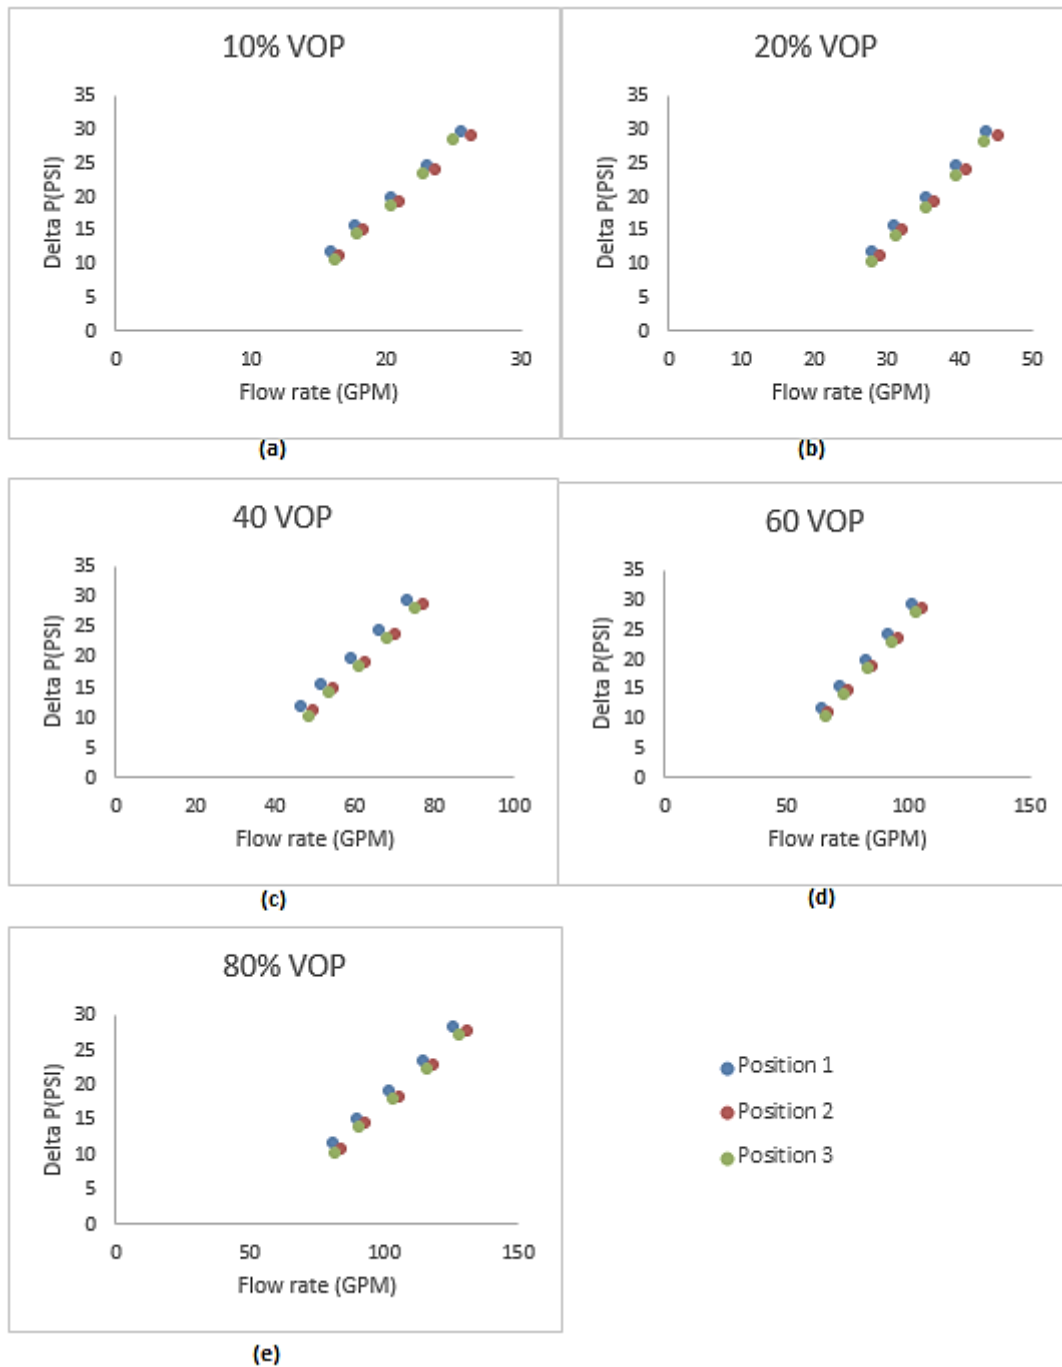 10% VOP
35
30
25
20
15
10
5
0
Delta P(PSI)
0 10 20 30
Flow rate (GPM)
(a)
20% VOP
35
30
25
20
15
10
5
0
Delta P(PSI)
0 10 20 30 40 50
Flow rate (GPM)
(b)
40 VOP
35
30
25
20
15
10
5
0
Delta P(PSI)
0 20 40 60 80 100
Flow rate (GPM)
(c)
60 VOP
35
30
25
20
15
10
5
0
Delta P(PSI)
0 50 100 150
Flow rate (GPM)
(d)
80% VOP
30
25
20
15
10
5
0
Delta P(PSI)
0 50 100 150
Flow rate (GPM)
(e)
Position 1
Position 2
Position 3